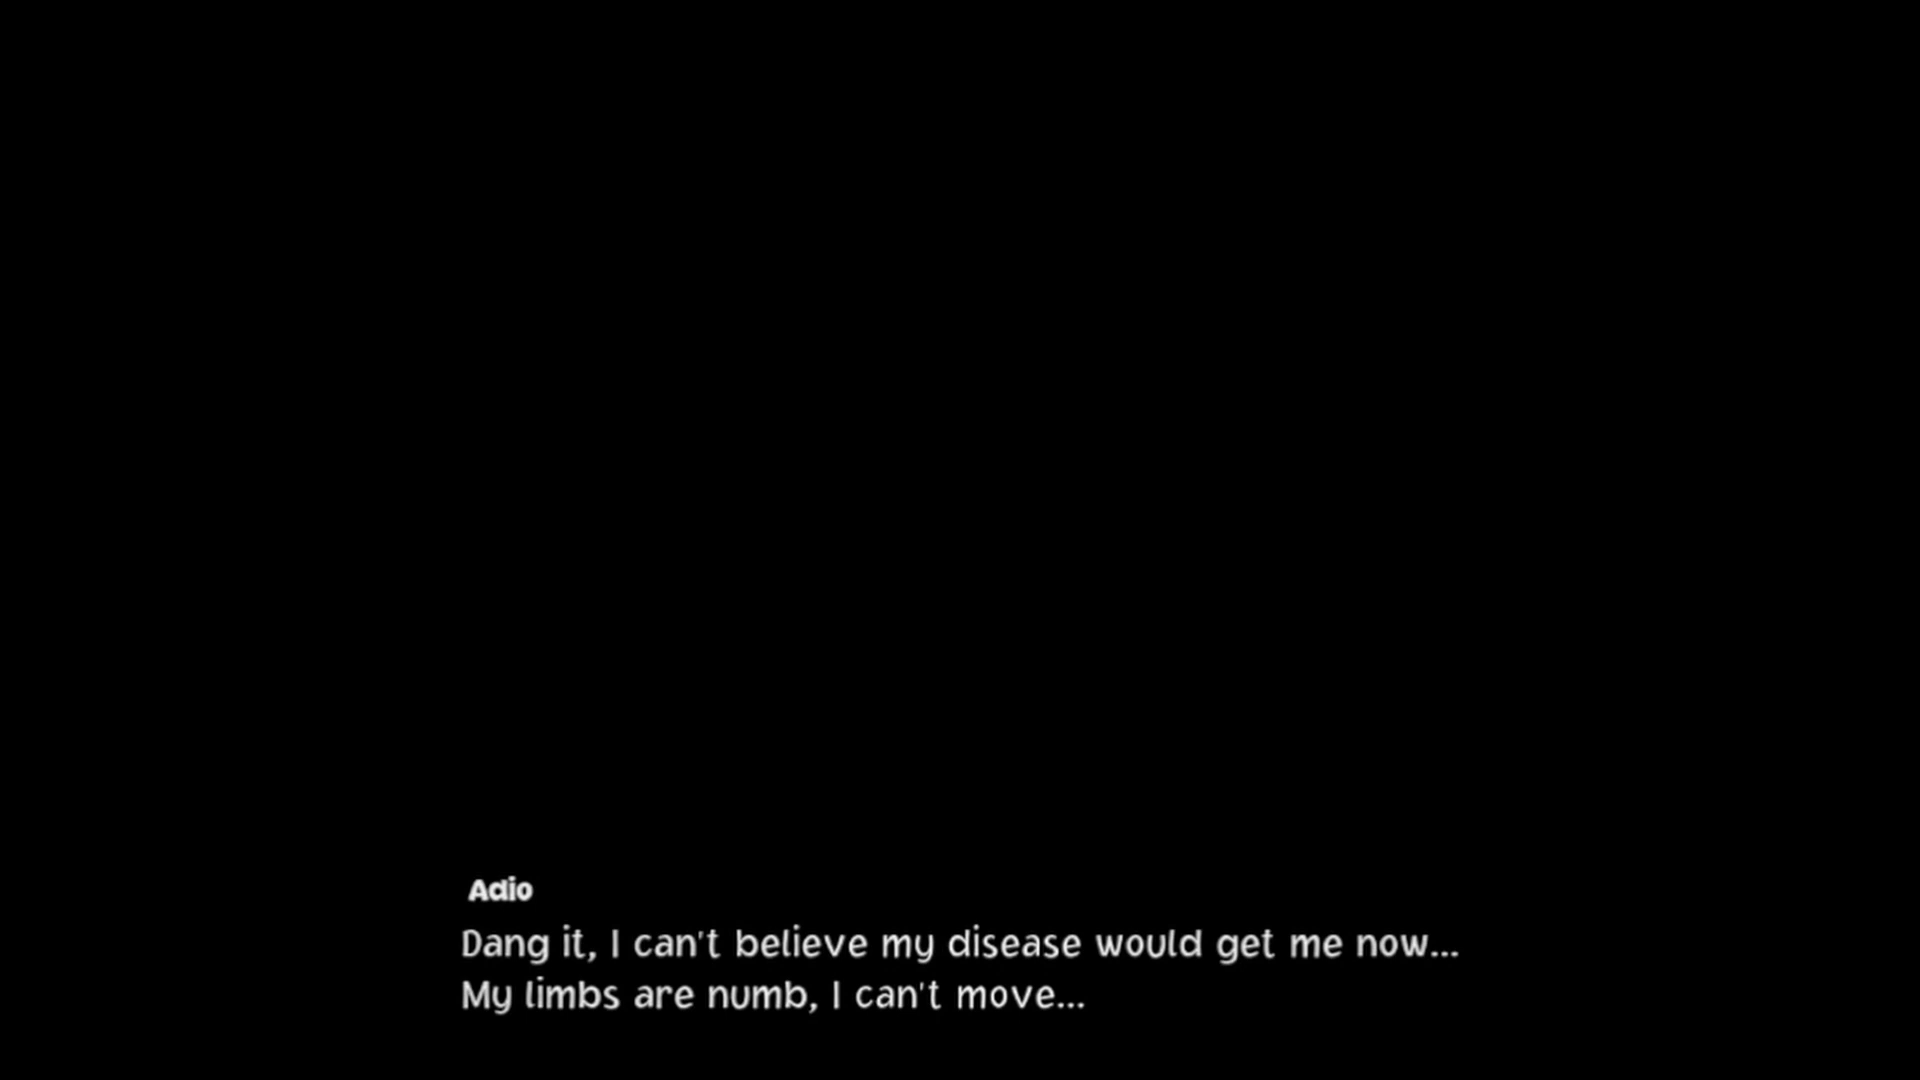 Adio
Dang it, I can't believe my disease would get me now...
My limbs are numb, I can't move...